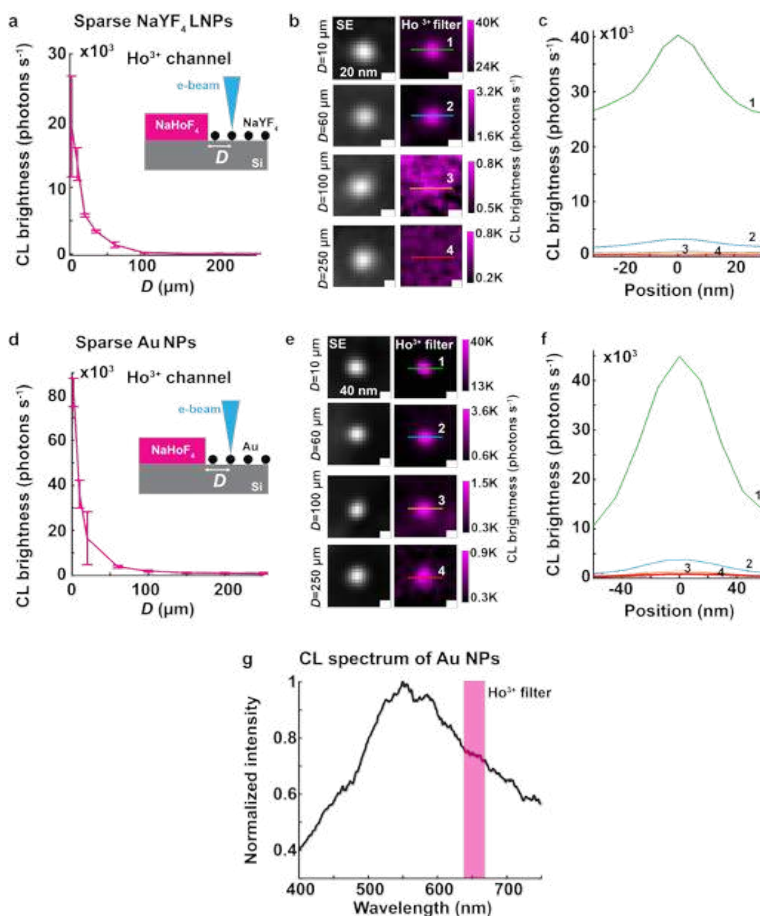 a Sparse NaYF₄ LNPs
×10³
Ho³⁺ channel
e-beam
NaHoF₄
NaYF₄
D
Si
CL brightness (photons s⁻¹)
30
20
10
0
0 100 200
D (μm)
b
SE Ho³⁺ filter
D=10 μm
20 nm
1
40K
24K
D=60 μm
2
3.2K
1.6K
D=100 μm
3
0.8K
0.5K
D=250 μm
4
0.8K
0.2K
CL brightness (photons s⁻¹)
c
×10³
CL brightness (photons s⁻¹)
40
30
20
10
0
1
2
3
4
-20 0 20
Position (nm)
d Sparse Au NPs
×10³
Ho³⁺ channel
e-beam
NaHoF₄
Au
D
Si
CL brightness (photons s⁻¹)
80
60
40
20
0
0 100 200
D (μm)
e
SE Ho³⁺ filter
D=10 μm
40 nm
1
40K
13K
D=60 μm
2
3.6K
0.6K
D=100 μm
3
1.5K
0.3K
D=250 μm
4
0.9K
0.3K
CL brightness (photons s⁻¹)
f
×10³
CL brightness (photons s⁻¹)
40
30
20
10
0
1
2
3
4
-40 0 40
Position (nm)
g CL spectrum of Au NPs
Ho³⁺ filter
Normalized intensity
1
0.8
0.6
0.4
400 500 600 700
Wavelength (nm)